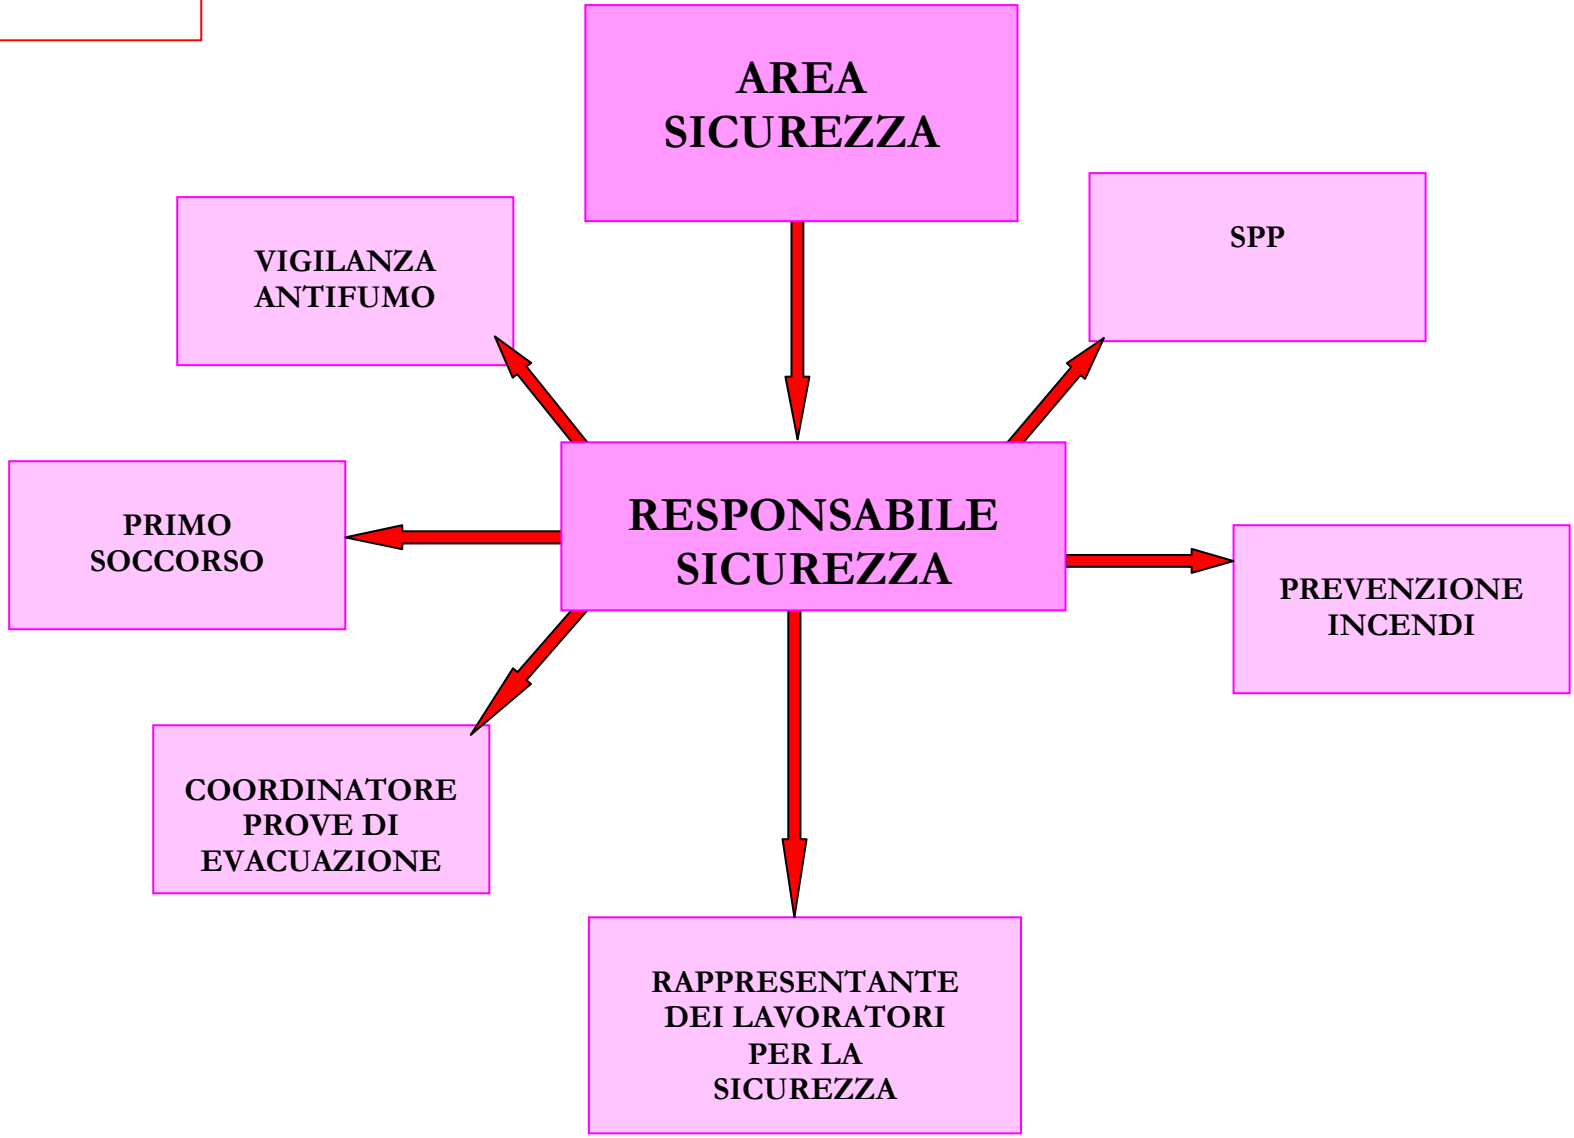 AREA
SICUREZZA
SPP
VIGILANZA
ANTIFUMO
RESPONSABILE
SICUREZZA
PRIMO
SOCCORSO
PREVENZIONE
INCENDI
COORDINATORE
PROVE DI
EVACUAZIONE
RAPPRESENTANTE
DEI LAVORATORI
PER LA
SICUREZZA